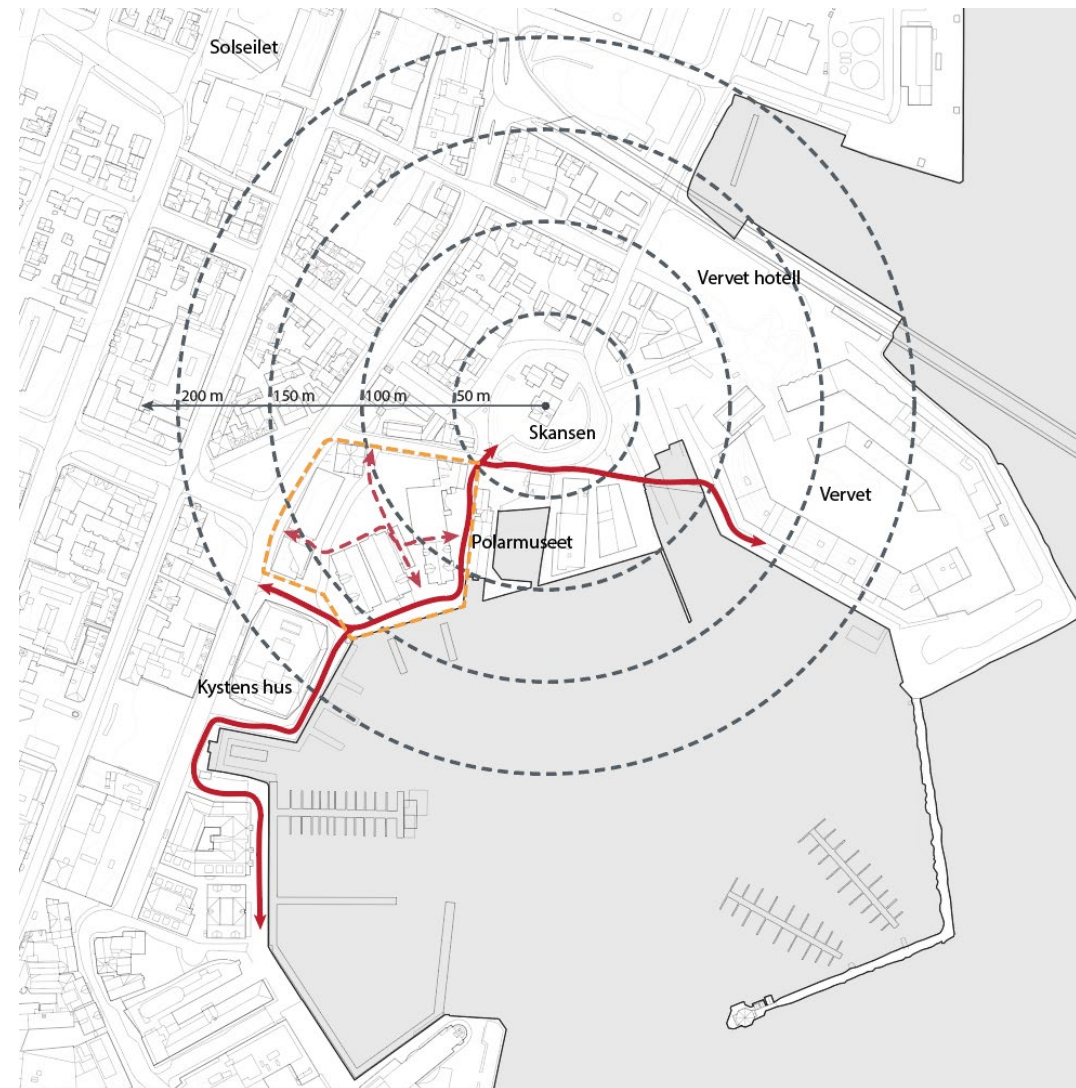 Solseilet
Vervet hotell
200 m
150 m
100 m
50 m
Skansen
Vervet
Polarmuseet
Kystens hus